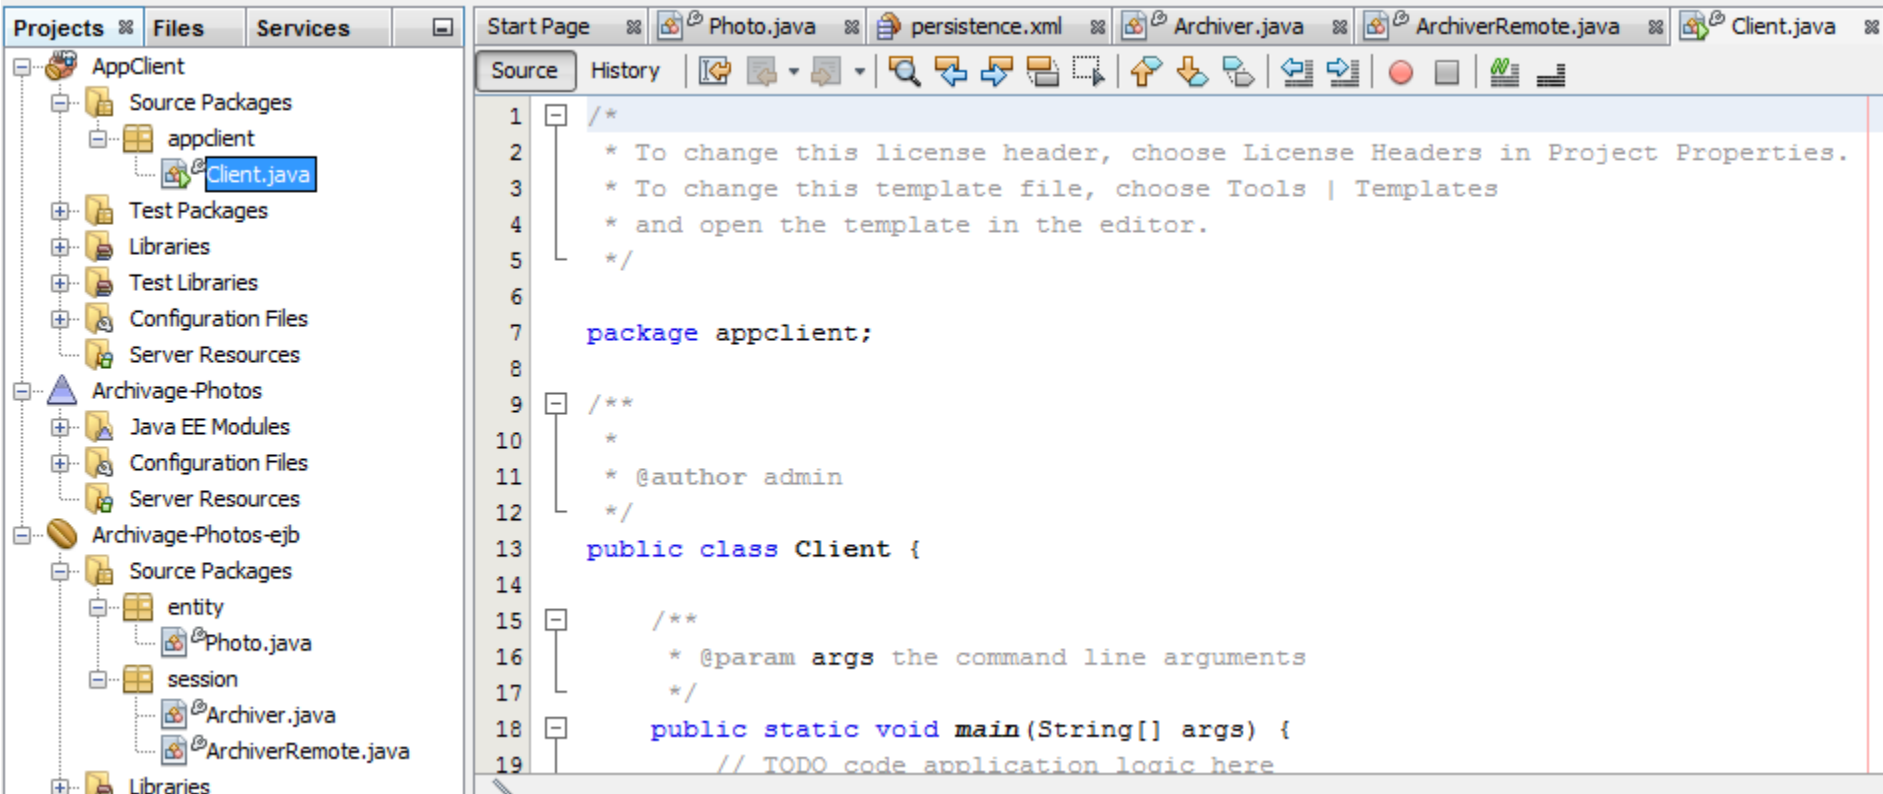 Projects Files Services
AppClient
Source Packages
appclient
Client.java
Test Packages
Libraries
Test Libraries
Configuration Files
Server Resources
Archivage-Photos
Java EE Modules
Configuration Files
Server Resources
Archivage-Photos-ejb
Source Packages
entity
Photo.java
session
Archiver.java
ArchiverRemote.java
Libraries
Start Page Photo.java persistence.xml Archiver.java ArchiverRemote.java Client.java
Source History
1 /*
2 * To change this license header, choose License Headers in Project Properties.
3 * To change this template file, choose Tools | Templates
4 * and open the template in the editor.
5 */
6
7 package appclient;
8
9 /**
10 *
11 * @author admin
12 */
13 public class Client {
14
15 /**
16 * @param args the command line arguments
17 */
18 public static void main(String[] args) {
19 // TODO code application logic here